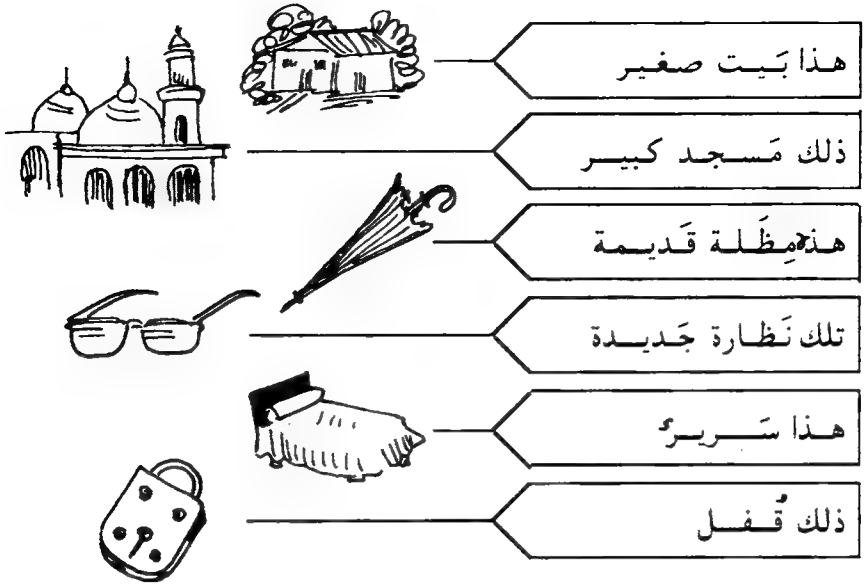 هذا بَيت صغير
ذلك مَسجد كبير
هذه مِظَلة قَديمة
تلك نَظارة جَديدة
هذا سَرير
ذلك قُفل